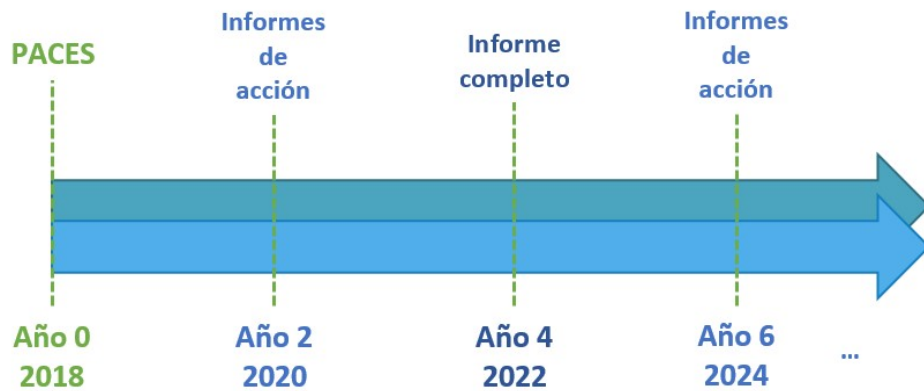 PACES
Informes
de
acción
Informe
completo
Informes
de
acción
Año 0
2018
Año 2
2020
Año 4
2022
Año 6
2024
...